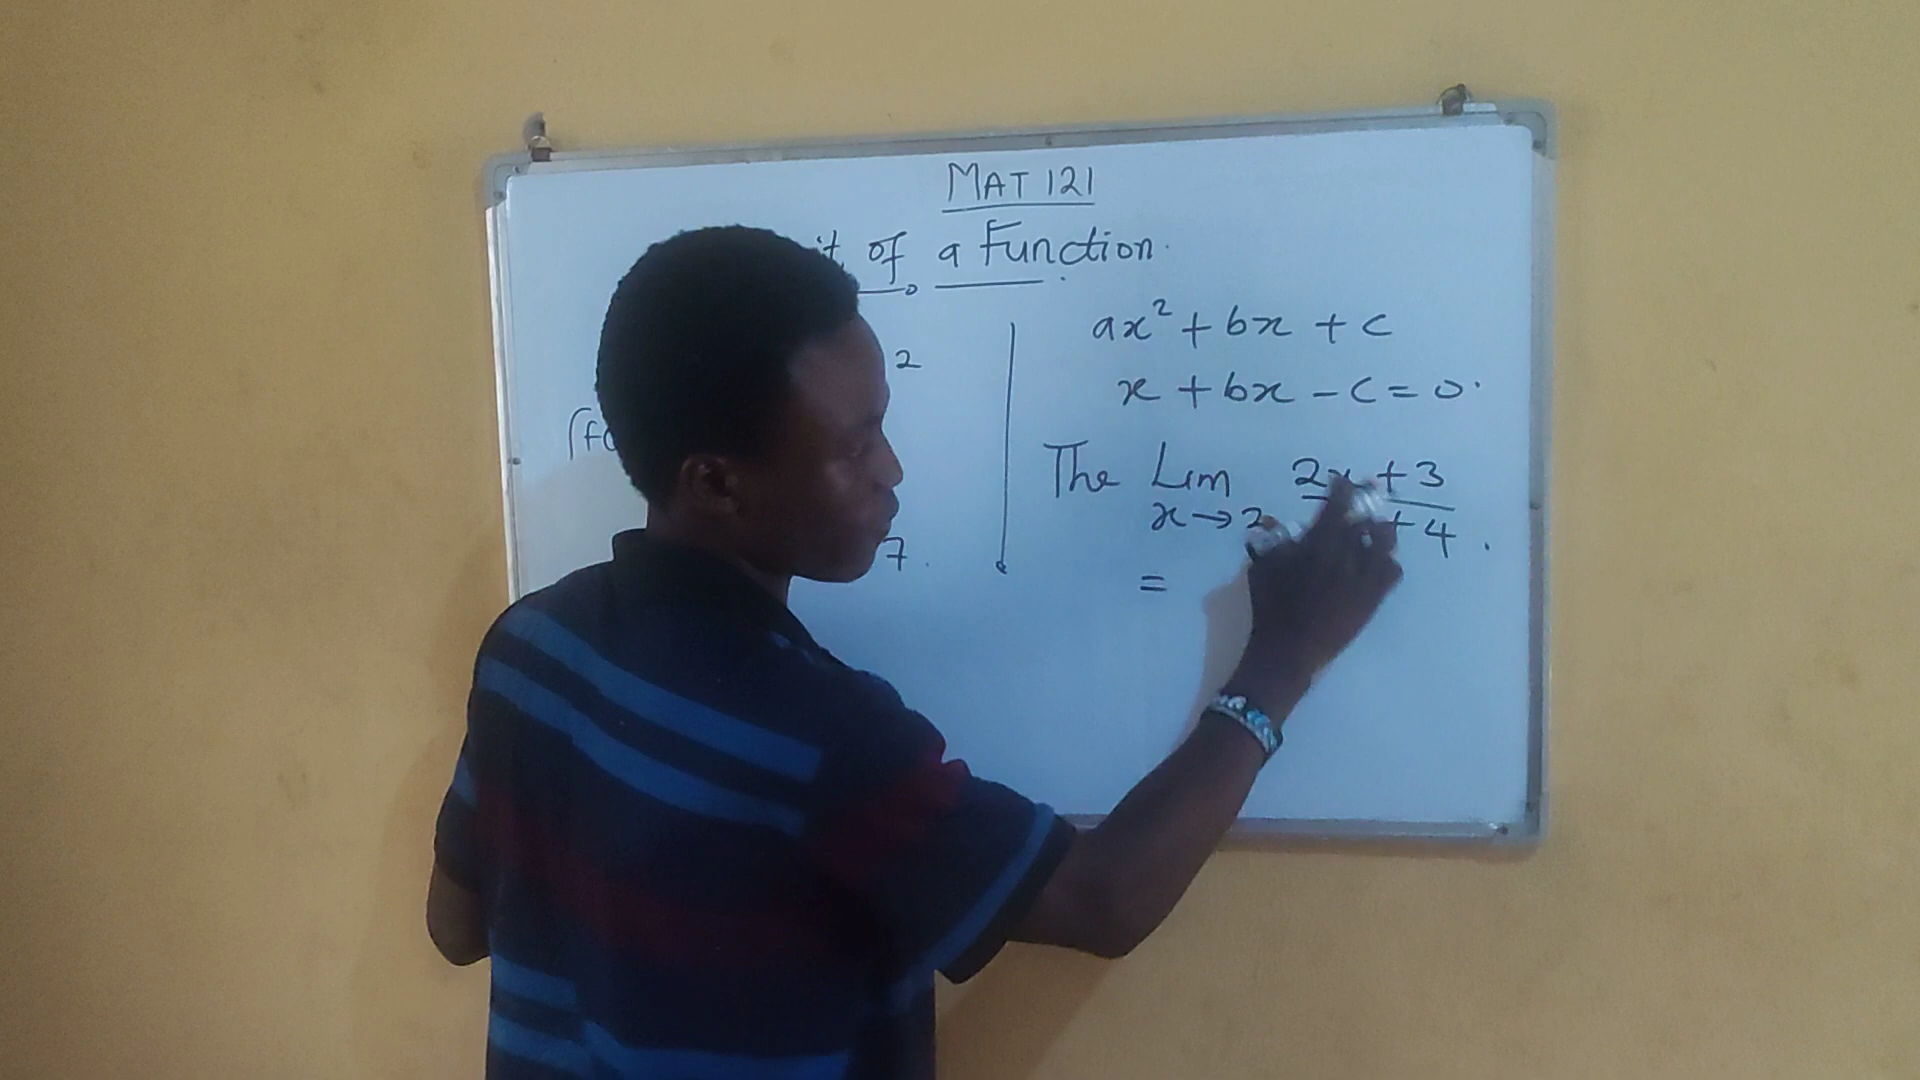 MAT 121
of a Function.
2
7.
ax² + bx + c
x + bx - c = 0.
The Lim 2x + 3
x → 2 + 4.
=